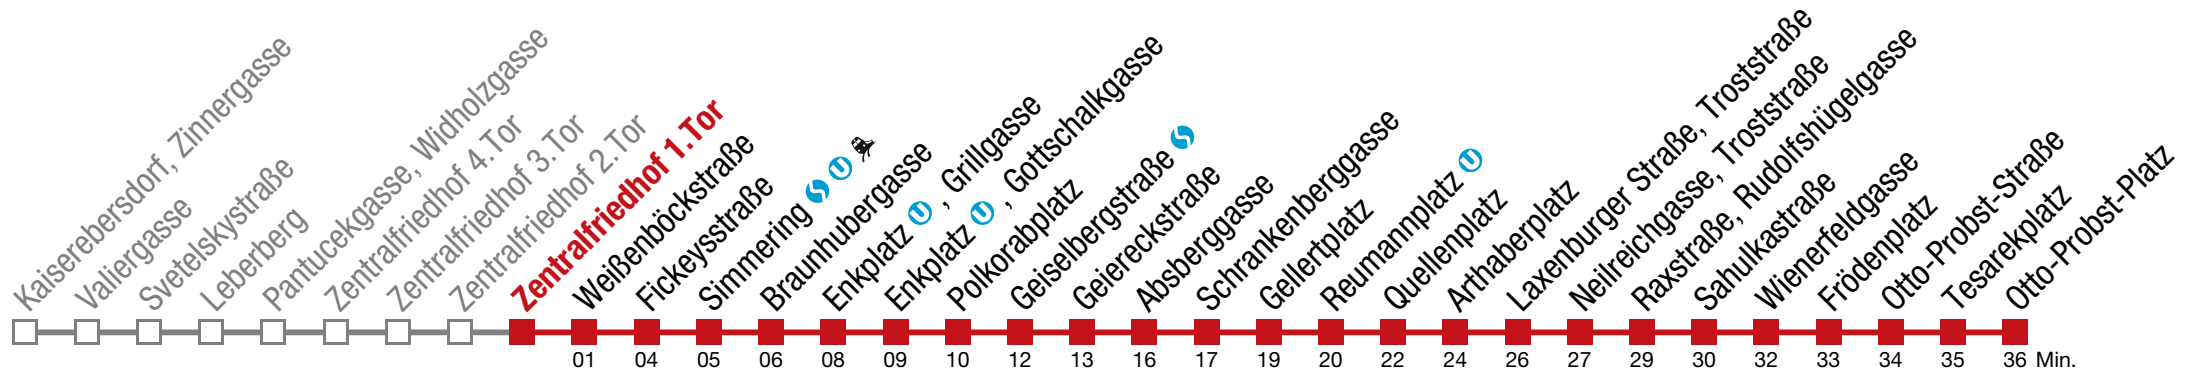 Kaiserebersdorf, Zinnergasse
Valiergasse
Svetelskystraße
Leberberg
Pantucekgasse, Widholzgasse
Zentralfriedhof 4.Tor
Zentralfriedhof 3.Tor
Zentralfriedhof 2.Tor
Zentralfriedhof 1.Tor
Weißenböckstraße
Fickeysstraße
Simmering S U
Braunhubergasse
Enkplatz U , Grillgasse
Enkplatz U , Gottschalkgasse
Polkorabplatz
Geiselbergstraße S
Geiereckstraße
Absberggasse
Schrankenberggasse
Gellertplatz
Reumannplatz U
Quellenplatz
Arthaberplatz
Laxenburger Straße, Troststraße
Neilreichgasse, Troststraße
Raxstraße, Rudolfshügelgasse
Sahulkastraße
Wienerfeldgasse
Frödenplatz
Otto-Probst-Straße
Tesarekplatz
Otto-Probst-Platz
01 04 05 06 08 09 10 12 13 16 17 19 20 22 24 26 27 29 30 32 33 34 35 36 Min.